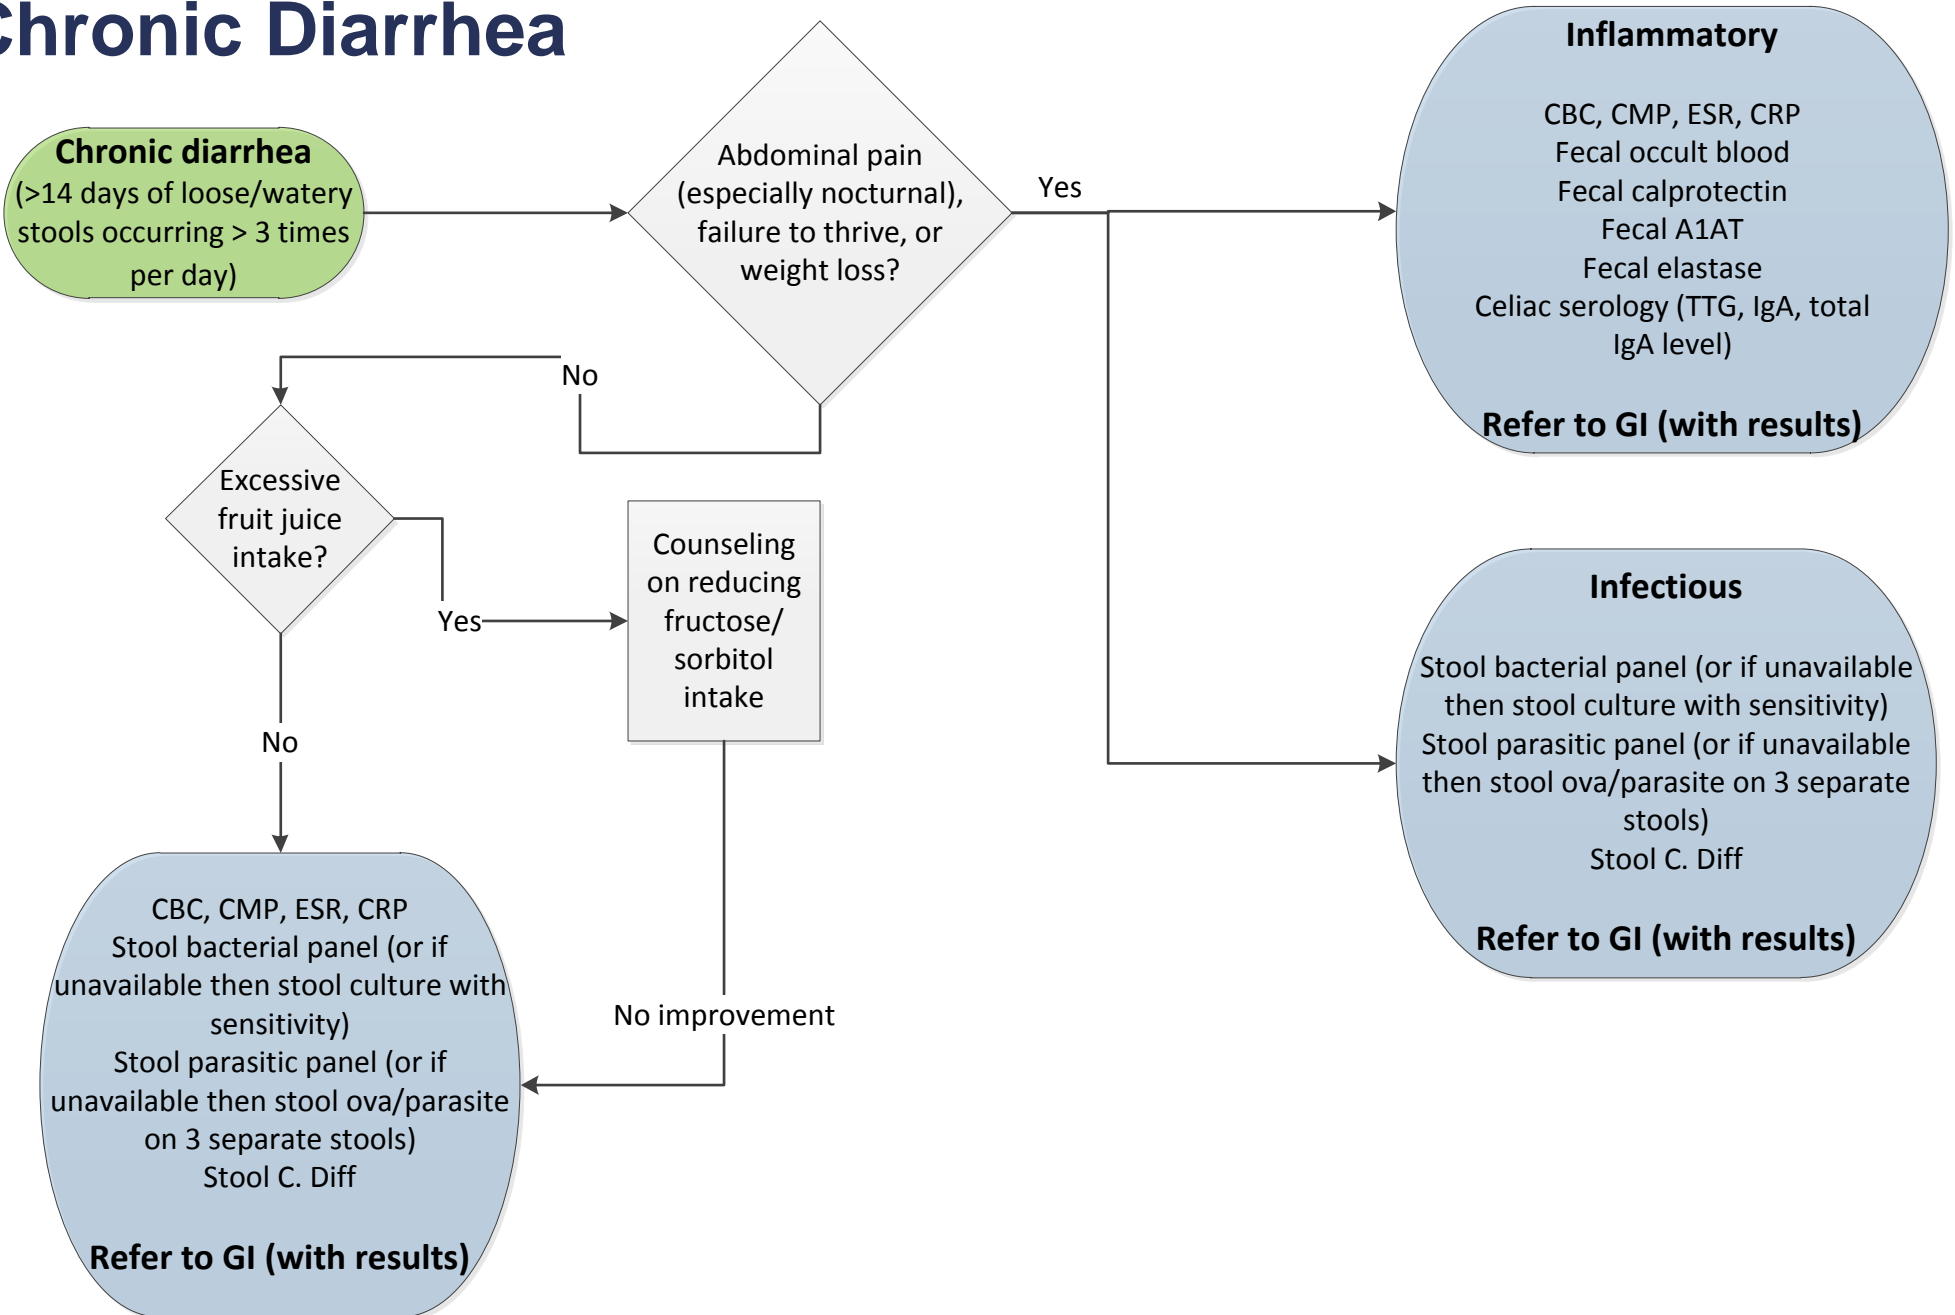 Chronic Diarrhea
Chronic diarrhea
(>14 days of loose/watery
stools occurring > 3 times
per day)
Abdominal pain
(especially nocturnal),
failure to thrive, or
weight loss?
Yes
Inflammatory
CBC, CMP, ESR, CRP
Fecal occult blood
Fecal calprotectin
Fecal A1AT
Fecal elastase
Celiac serology (TTG, IgA, total
IgA level)
Refer to GI (with results)
No
Excessive
fruit juice
intake?
Yes
Counseling
on reducing
fructose/
sorbitol
intake
Infectious
Stool bacterial panel (or if unavailable
then stool culture with sensitivity)
Stool parasitic panel (or if unavailable
then stool ova/parasite on 3 separate
stools)
Stool C. Diff
Refer to GI (with results)
No
No improvement
CBC, CMP, ESR, CRP
Stool bacterial panel (or if
unavailable then stool culture with
sensitivity)
Stool parasitic panel (or if
unavailable then stool ova/parasite
on 3 separate stools)
Stool C. Diff
Refer to GI (with results)